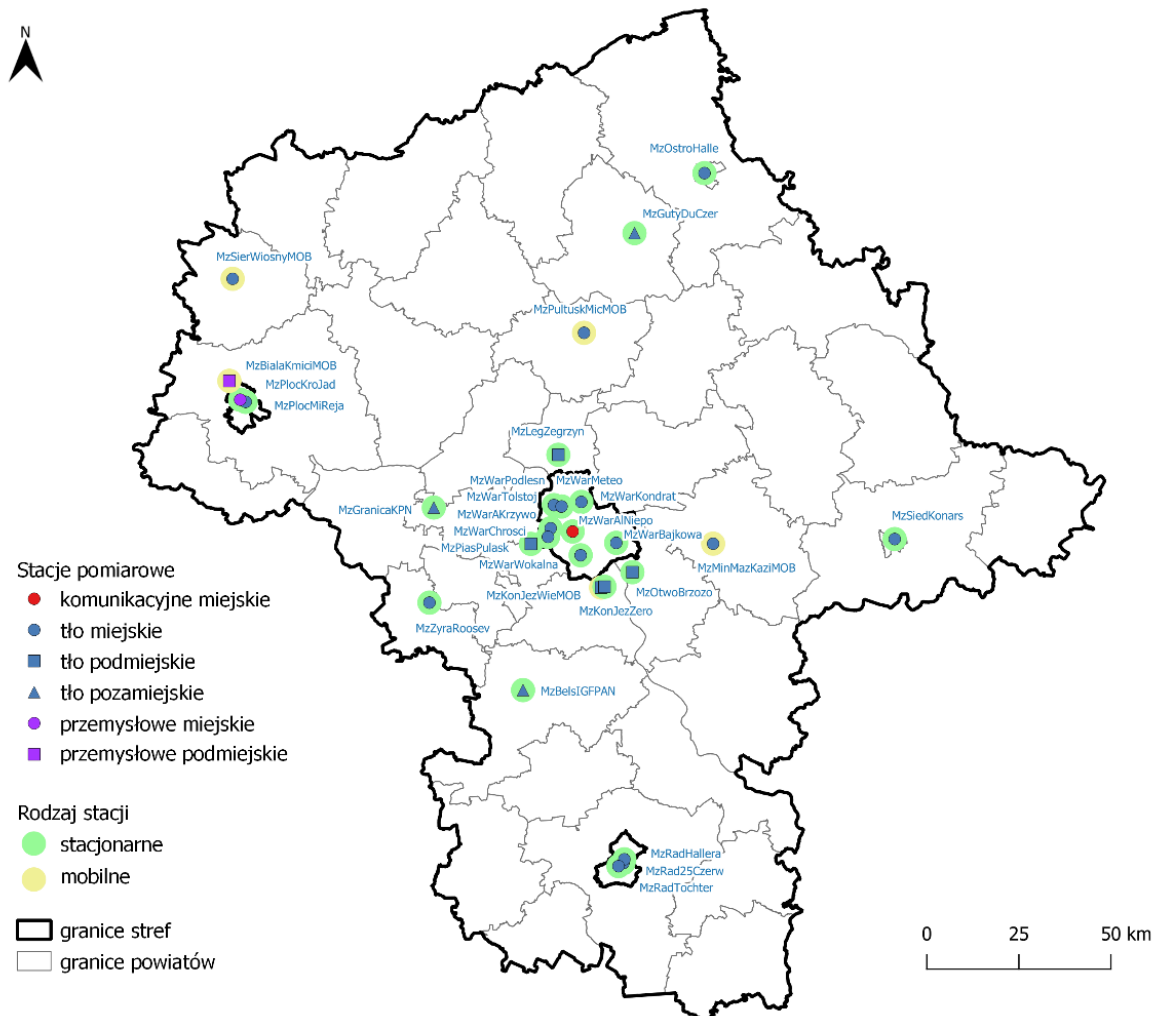 N
MzOstroHalle
MzGutyDuCzer
MzSierWiosnyMOB
MzPultuskMicMOB
MzBialaKmiciMOB
MzPlocKroJad
MzPlocMiReja
MzLegZegrzyn
MzWarPodlesn
MzWarMeteo
MzWarTolstoj
MzWarKondrat
MzGranicaKPN
MzWarAKrzywo
MzWarAlNiepo
MzSiedKonars
MzWarChrosci
MzWarBajkowa
MzPiasPulask
MzWarWokalna
MzMinMazKaziMOB
MzKonJezWieMOB
MzOtwoBrzozo
MzKonJezZero
MzZyraRoosev
MzBelsIGFPAN
MzRadHallera
MzRad25Czerw
MzRadTochter
Stacje pomiarowe
komunikacyjne miejskie
tło miejskie
tło podmiejskie
tło pozamiejskie
przemysłowe miejskie
przemysłowe podmiejskie
Rodzaj stacji
stacjonarne
mobilne
granice stref
granice powiatów
0 25 50 km